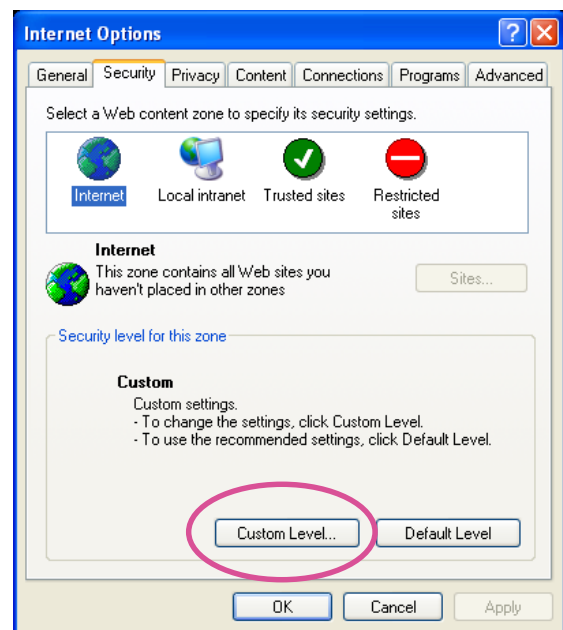 Internet Options
General Security Privacy Content Connections Programs Advanced
Select a Web content zone to specify its security settings.
Internet Local intranet Trusted sites Restricted sites
Internet
This zone contains all Web sites you
haven't placed in other zones
Sites...
Security level for this zone
Custom
Custom settings.
- To change the settings, click Custom Level.
- To use the recommended settings, click Default Level.
Custom Level... Default Level
OK Cancel Apply